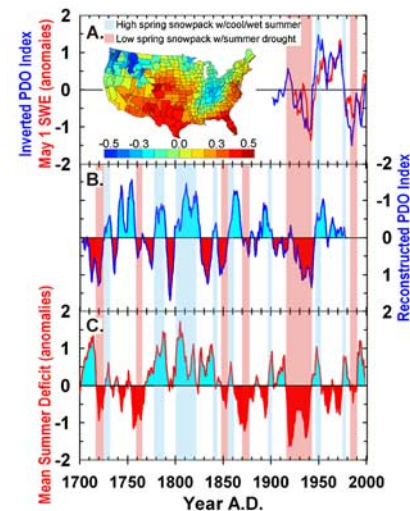 High spring snowpack w/cool/wet summer
Low spring snowpack w/summer drought
A.
Inverted PDO Index
May 1 SWE (anomalies)
2
1
0
-1
-2
-0.5 -0.3 0.0 0.3 0.5
B.
Reconstructed PDO Index
-2
-1
0
1
2
C.
Mean Summer Deficit (anomalies)
2
1
0
-1
-2
1700 1750 1800 1850 1900 1950 2000
Year A.D.